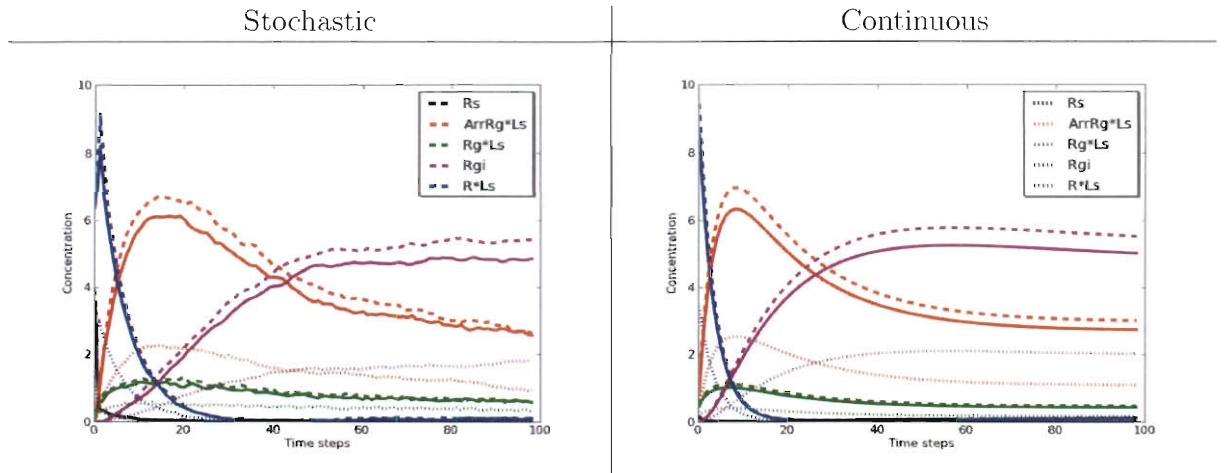 Stochastic
Continuous
10
8
6
4
2
0
Concentration
0 20 40 60 80 100
Time steps
Rs
ArrRg*Ls
Rg*Ls
Rgi
R*Ls
10
8
6
4
2
0
Concentration
0 20 40 60 80 100
Time steps
Rs
ArrRg*Ls
Rg*Ls
Rgi
R*Ls